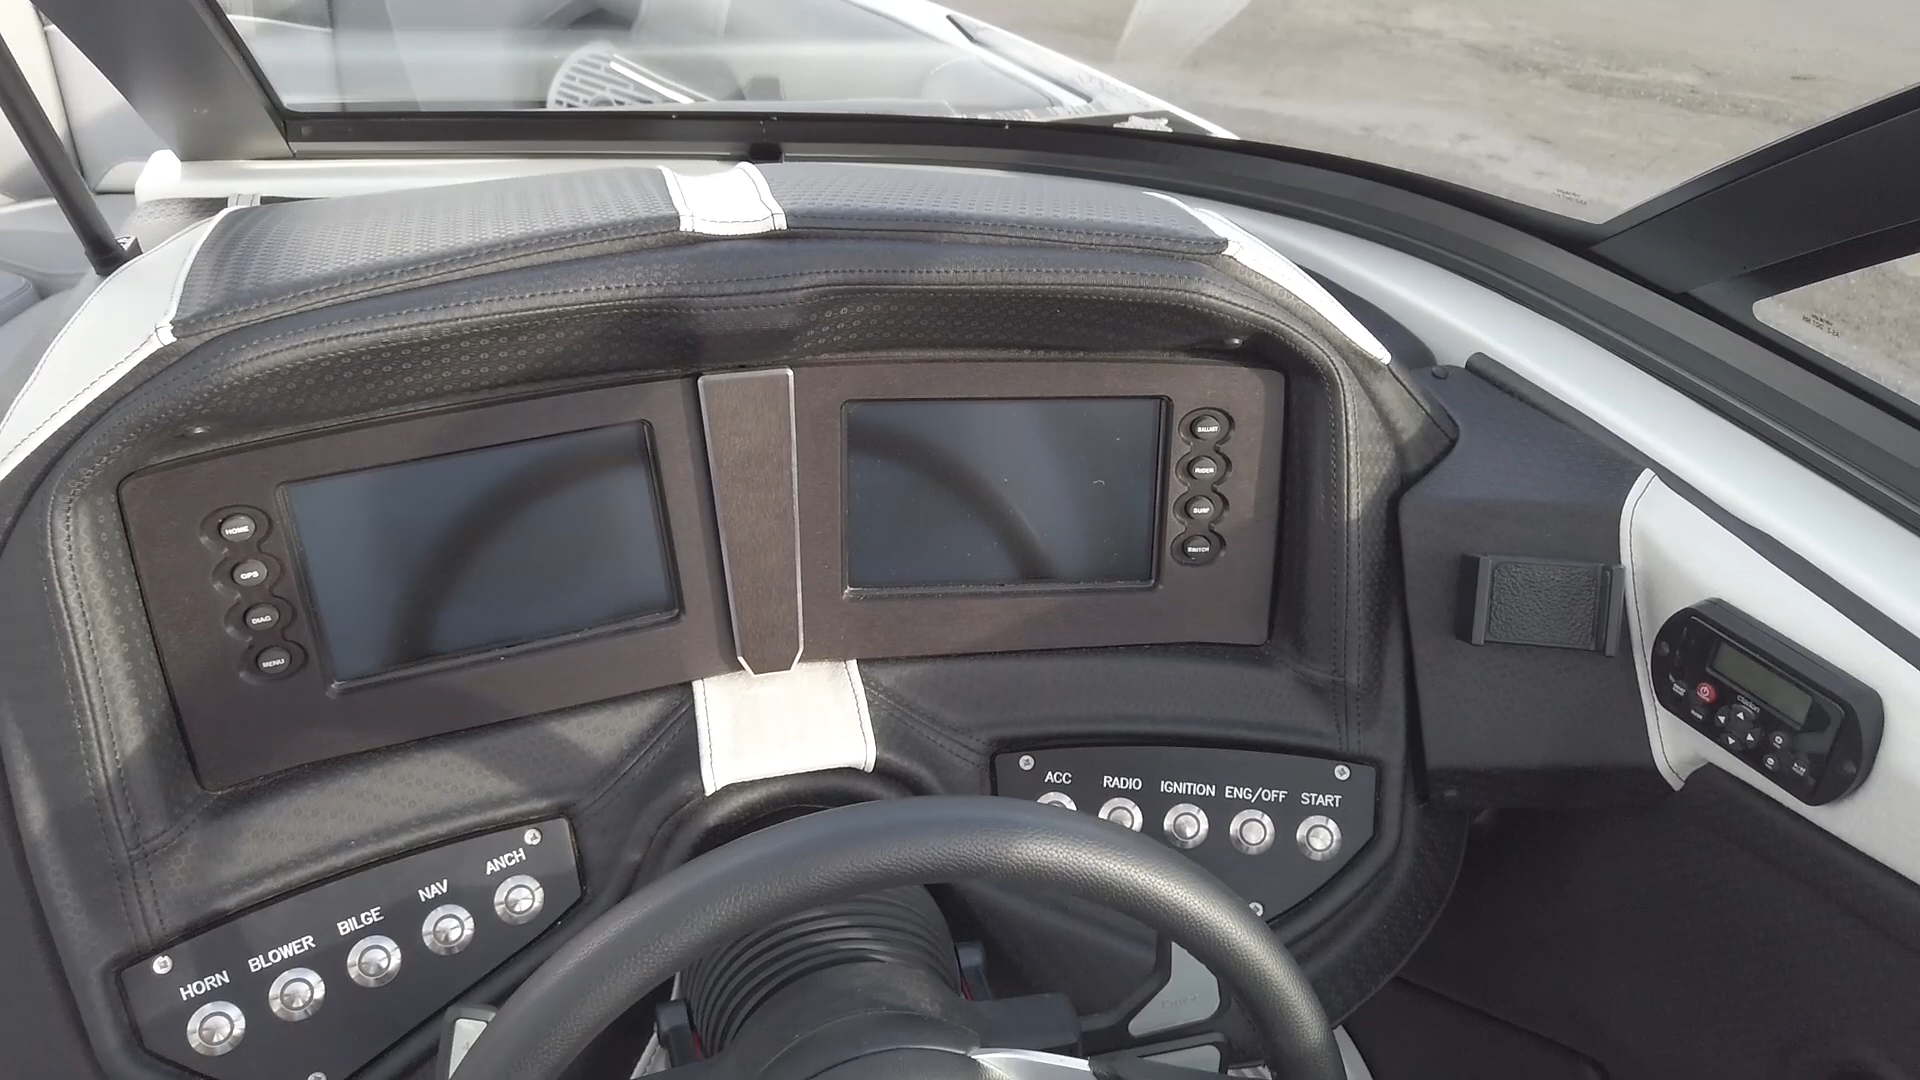 HOME
OPS
DIAG
MENU
BALLAST
RIDER
SURF
SWITCH
clarion
ACC RADIO IGNITION ENG/OFF START
HORN BLOWER BILGE NAV ANCH